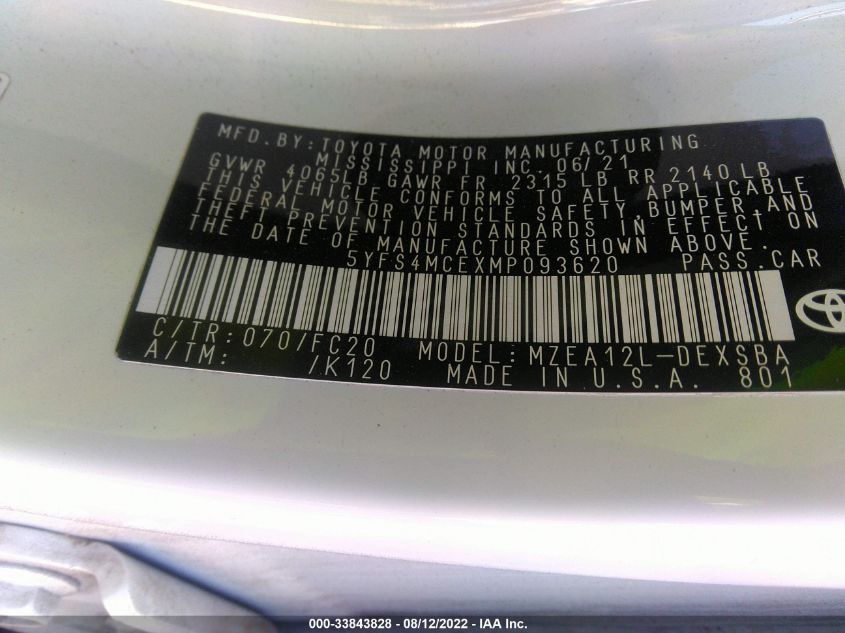 MFD. BY: TOYOTA MOTOR MANUFACTURING
MISSISSIPPI INC. 06/21
GVWR 4065LB GAWR FR 2315 LB RR 2140 LB
THIS VEHICLE CONFORMS TO ALL APPLICABLE
FEDERAL MOTOR VEHICLE SAFETY, BUMPER, AND
THEFT PREVENTION STANDARDS IN EFFECT ON
THE DATE OF MANUFACTURE SHOWN ABOVE.
5YFS4MCEXMP093620 PASS. CAR
C/TR: 070/FC20 MODEL: MZEA12L-DEXSBA
A/TM: /K120 MADE IN U.S.A. 801
000-33843828 - 08/12/2022 - IAA Inc.